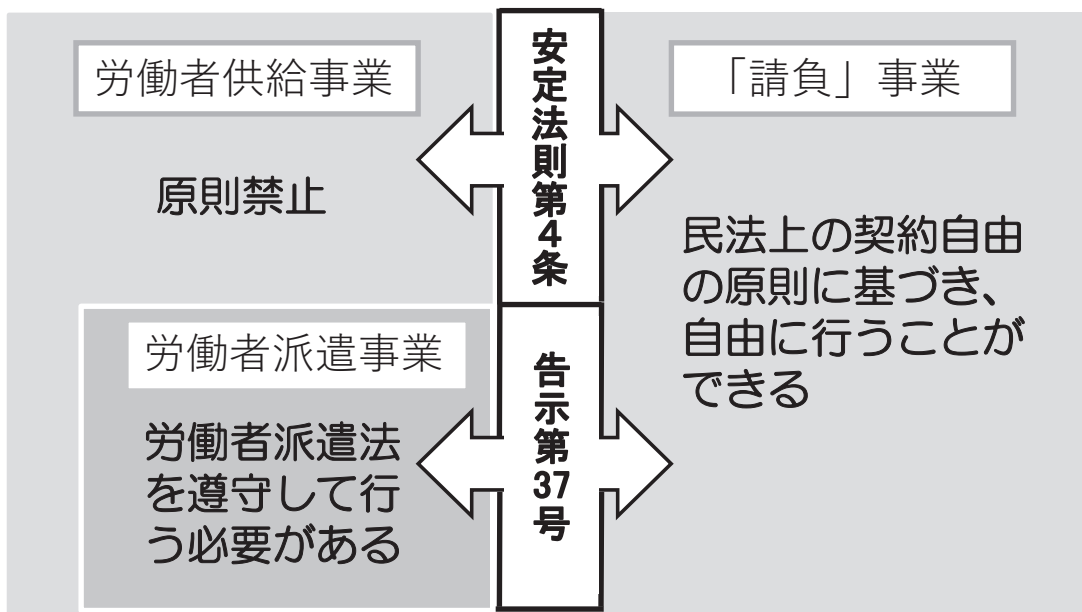 労働者供給事業
原則禁止
労働者派遣事業
労働者派遣法
を遵守して行
う必要がある
安定法則第4条
告示第37号
「請負」事業
民法上の契約自由
の原則に基づき、
自由に行うことが
できる